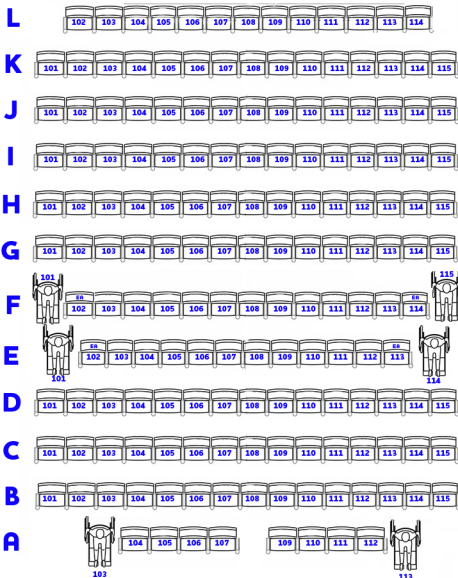 L 102 103 104 105 106 107 108 109 110 111 112 113 114
K 101 102 103 104 105 106 107 108 109 110 111 112 113 114 115
J 101 102 103 104 105 106 107 108 109 110 111 112 113 114 115
I 101 102 103 104 105 106 107 108 109 110 111 112 113 114 115
H 101 102 103 104 105 106 107 108 109 110 111 112 113 114 115
G 101 102 103 104 105 106 107 108 109 110 111 112 113 114 115
101 115
EA EA
F 102 103 104 105 106 107 108 109 110 111 112 113 114
EA EA
E 102 103 104 105 106 107 108 109 110 111 112 113
101 114
D 101 102 103 104 105 106 107 108 109 110 111 112 113 114 115
C 101 102 103 104 105 106 107 108 109 110 111 112 113 114 115
B 101 102 103 104 105 106 107 108 109 110 111 112 113 114 115
A 104 105 106 107 109 110 111 112
103 113